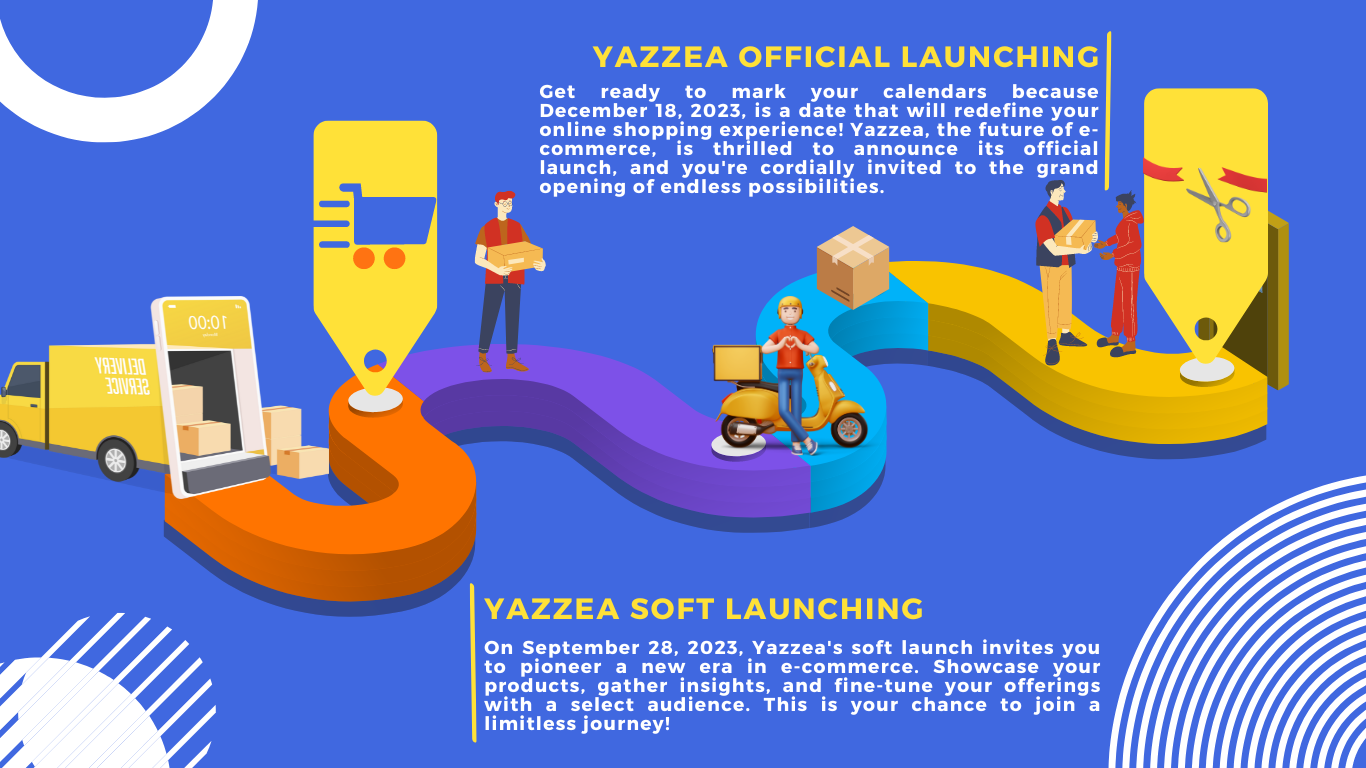 YAZZEA OFFICIAL LAUNCHING
Get ready to mark your calendars because
December 18, 2023, is a date that will redefine your
online shopping experience! Yazzea, the future of e-
commerce, is thrilled to announce its official
launch, and you're cordially invited to the grand
opening of endless possibilities.
10:00
DELIVERY
SERVICE
YAZZEA SOFT LAUNCHING
On September 28, 2023, Yazzea's soft launch invites you
to pioneer a new era in e-commerce. Showcase your
products, gather insights, and fine-tune your offerings
with a select audience. This is your chance to join a
limitless journey!